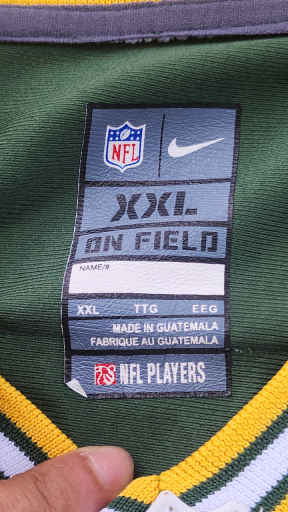 NFL
XXL
ON FIELD
NAME/#
XXL TTG EEG
MADE IN GUATEMALA
FABRIQUE AU GUATEMALA
NFL PLAYERS